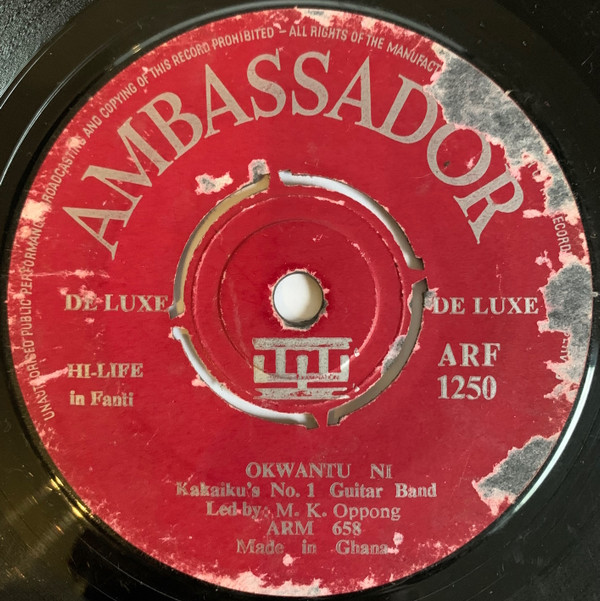 UNAUTHORISED PUBLIC PERFORMANCE BROADCASTING AND COPYING OF THIS RECORD PROHIBITED – ALL RIGHTS OF THE MANUFACT
RECORD
AMBASSADOR
DE LUXE
DE LUXE
HI-LIFE
in Fanti
ARF
1250
OKWANTU NI
Kakaiku's No. 1 Guitar Band
Led by: M. K. Oppong
ARM 658
Made in Ghana